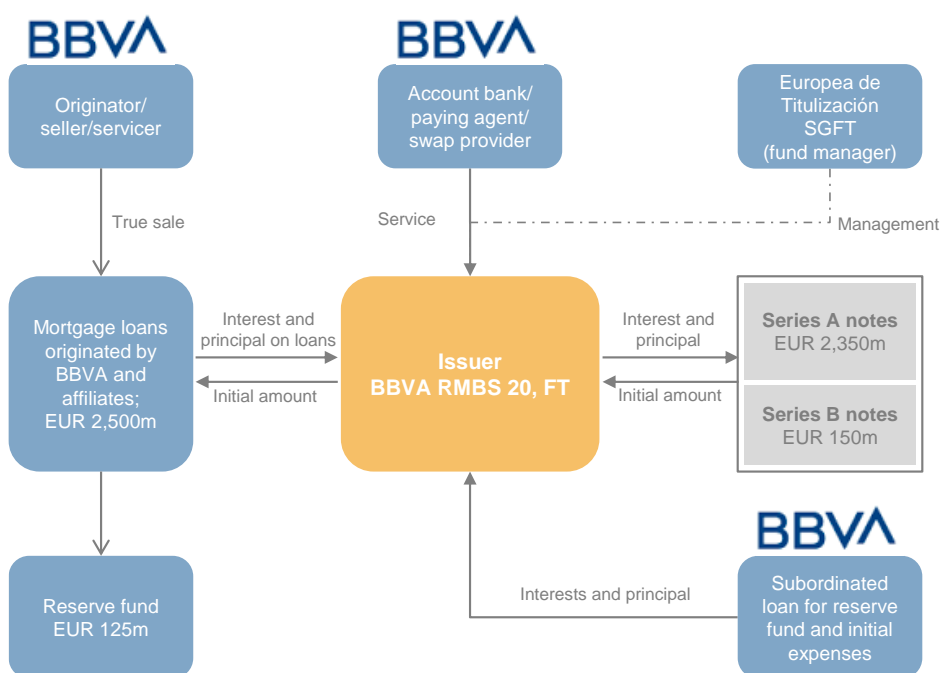 BBVA
BBVA
Originator/
seller/servicer
Account bank/
paying agent/
swap provider
Europea de
Titulización
SGFT
(fund manager)
True sale
Service
Management
Mortgage loans
originated by
BBVA and
affiliates;
EUR 2,500m
Interest and
principal on loans
Initial amount
Issuer
BBVA RMBS 20, FT
Interest and
principal
Initial amount
Series A notes
EUR 2,350m
Series B notes
EUR 150m
BBVA
Reserve fund
EUR 125m
Interests and principal
Subordinated
loan for reserve
fund and initial
expenses